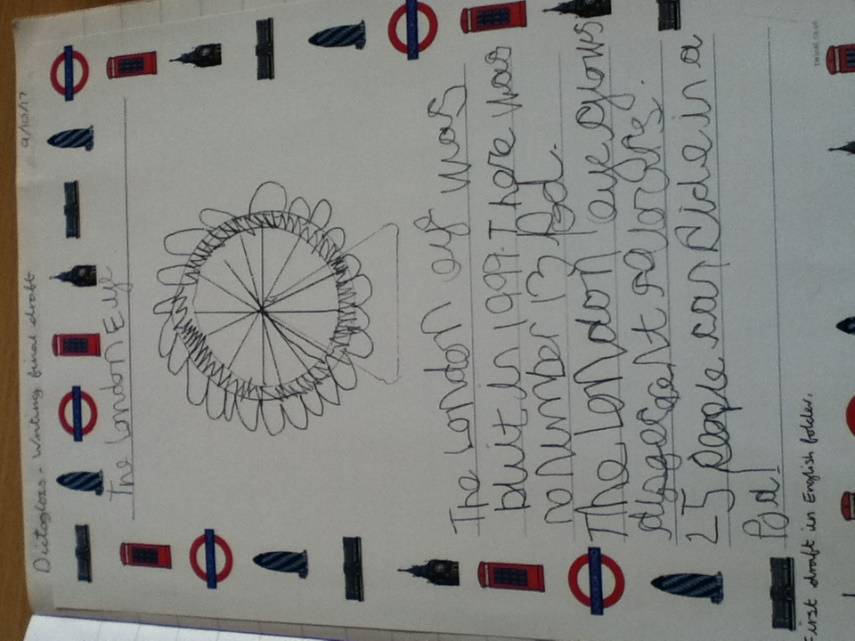 Dictogloss - Writing final draft
9/10/17
The London Eye
The London eye was
built in 1999. There was
no number 13 Pod.
The London eye glows
diffgerent colours.
25 people can Ride in a
Pod!
First draft in English folder.